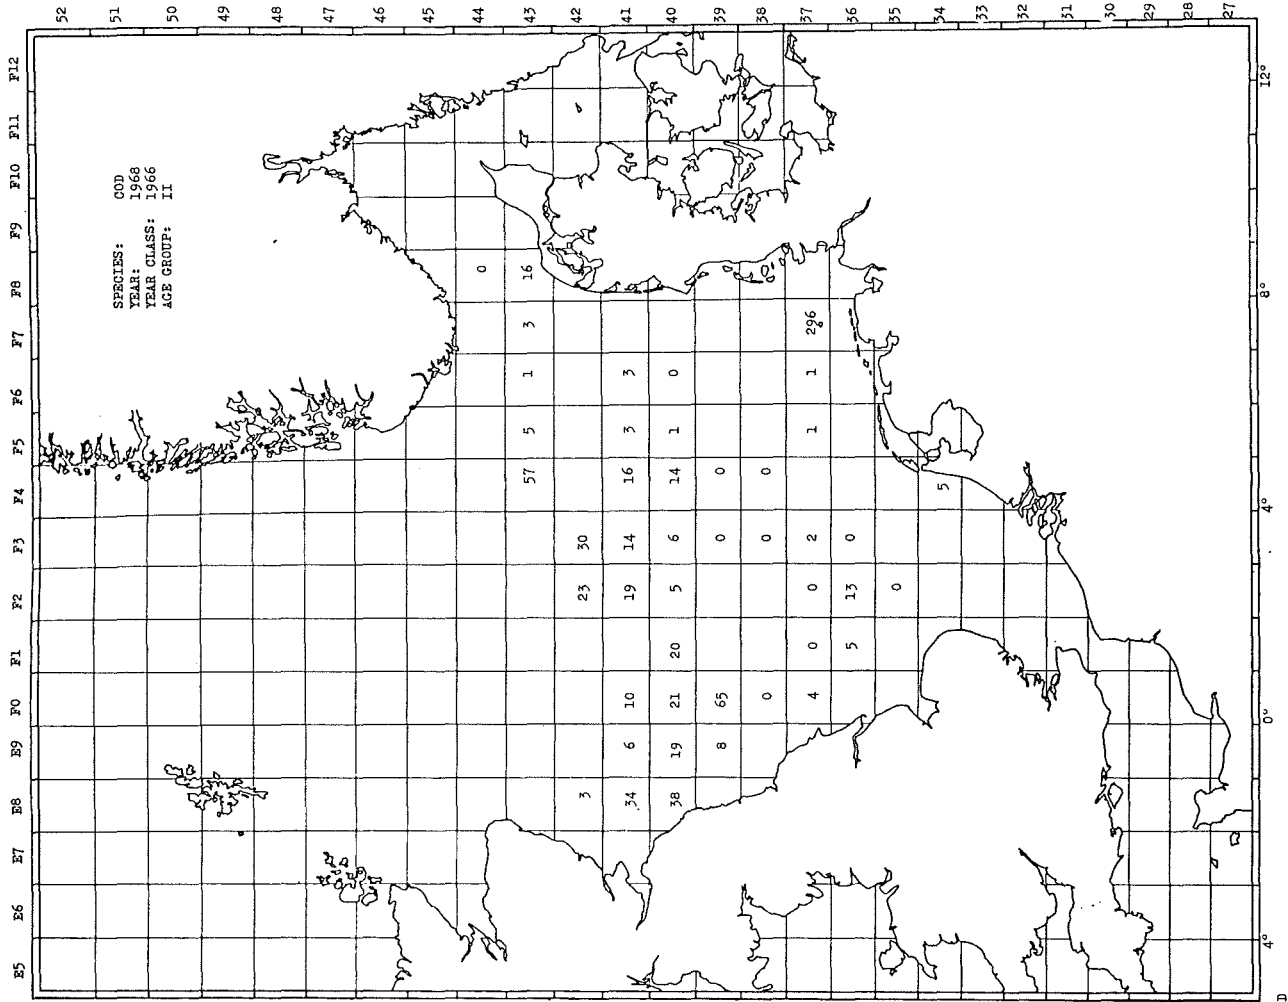 E5 E6 E7 E8 E9 F0 F1 F2 F3 F4 F5 F6 F7 F8 F9 F10 F11 F12
52
51
SPECIES: COD
YEAR: 1968
YEAR CLASS: 1966
AGE GROUP: II
50
49
48
47
46
45
0 44
57 5 1 3 16 43
3 23 30 42
34 6 10 19 14 16 3 3 41
38 19 21 20 5 6 14 1 0 40
8 65 0 0 39
0 0 0 38
4 0 0 2 1 1 296 37
5 13 0 36
0 35
5 34
33
32
31
30
29
28
27
4° 0° 4° 8° 12°